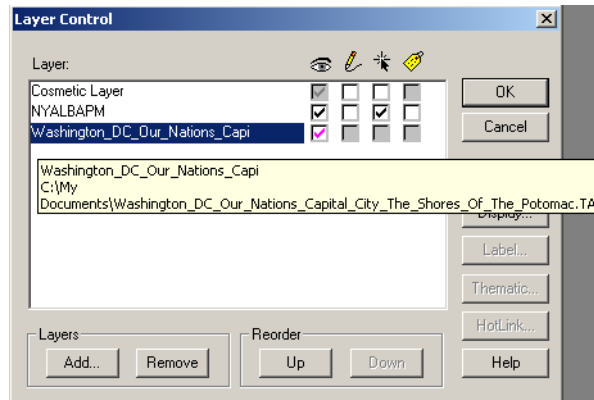 Layer Control
Layer:
Cosmetic Layer
NYALBAPM
Washington_DC_Our_Nations_Capi
Washington_DC_Our_Nations_Capi
C:\My
Documents\Washington_DC_Our_Nations_Capital_City_The_Shores_Of_The_Potomac.TA
OK
Cancel
Display...
Label...
Thematic...
HotLink...
Help
Layers
Add...
Remove
Reorder
Up
Down